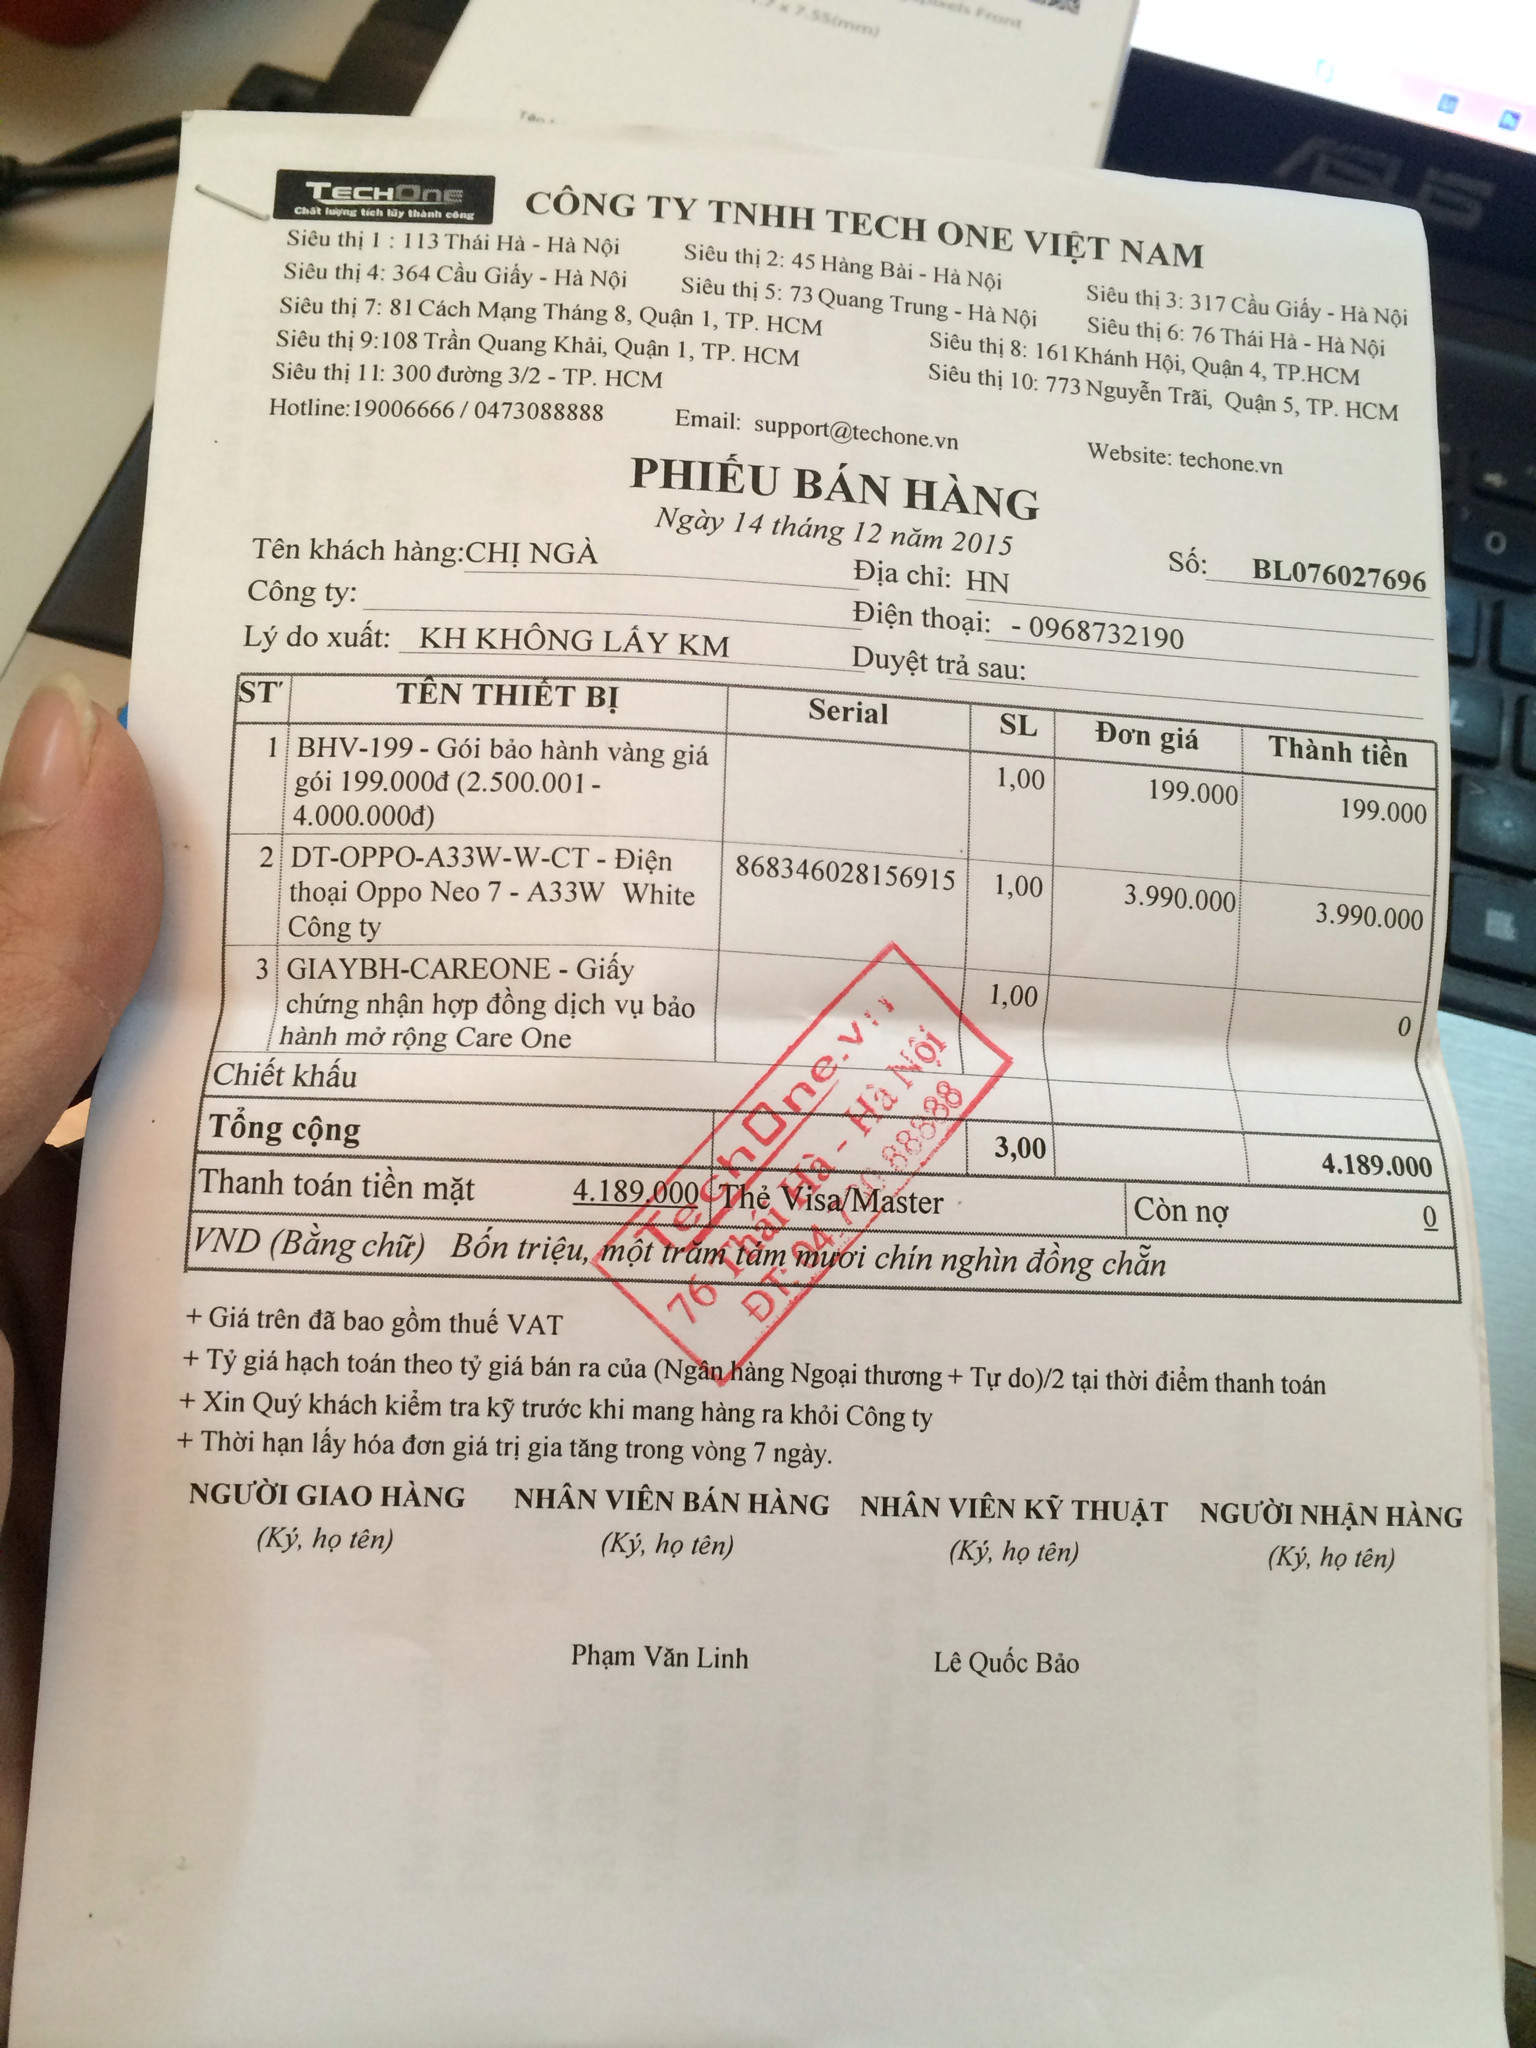 pixels Front
7.55(mm)
ASUS
TECHONE
Chất lượng tích lũy thành công
CÔNG TY TNHH TECH ONE VIỆT NAM
Siêu thị 1 : 113 Thái Hà - Hà Nội Siêu thị 2: 45 Hàng Bài - Hà Nội Siêu thị 3: 317 Cầu Giấy - Hà Nội
Siêu thị 4: 364 Cầu Giấy - Hà Nội Siêu thị 5: 73 Quang Trung - Hà Nội Siêu thị 6: 76 Thái Hà - Hà Nội
Siêu thị 7: 81 Cách Mạng Tháng 8, Quận 1, TP. HCM Siêu thị 8: 161 Khánh Hội, Quận 4, TP.HCM
Siêu thị 9:108 Trần Quang Khải, Quận 1, TP. HCM Siêu thị 10: 773 Nguyễn Trãi, Quận 5, TP. HCM
Siêu thị 11: 300 đường 3/2 - TP. HCM
Hotline:19006666 / 0473088888 Email: support@techone.vn Website: techone.vn
PHIẾU BÁN HÀNG
Ngày 14 tháng 12 năm 2015
Số: BL076027696
Tên khách hàng:CHỊ NGÀ Địa chỉ: HN
Công ty: Điện thoại: - 0968732190
Lý do xuất: KH KHÔNG LẤY KM Duyệt trả sau:
ST TÊN THIẾT BỊ Serial SL Đơn giá Thành tiền
1 BHV-199 - Gói bảo hành vàng giá 1,00 199.000 199.000
gói 199.000đ (2.500.001 -
4.000.000đ)
2 DT-OPPO-A33W-W-CT - Điện 868346028156915 1,00 3.990.000 3.990.000
thoại Oppo Neo 7 - A33W White
Công ty
3 GIAYBH-CAREONE - Giấy 1,00 0
chứng nhận hợp đồng dịch vụ bảo
hành mở rộng Care One
Chiết khấu
Tổng cộng 3,00 4.189.000
Thanh toán tiền mặt 4.189.000 Thẻ Visa/Master Còn nợ 0
VND (Bằng chữ) Bốn triệu, một trăm tám mươi chín nghìn đồng chẵn
TechOne.vn
76 Thái Hà - Hà Nội
ĐT: 04.730.88888
+ Giá trên đã bao gồm thuế VAT
+ Tỷ giá hạch toán theo tỷ giá bán ra của (Ngân hàng Ngoại thương + Tự do)/2 tại thời điểm thanh toán
+ Xin Quý khách kiểm tra kỹ trước khi mang hàng ra khỏi Công ty
+ Thời hạn lấy hóa đơn giá trị gia tăng trong vòng 7 ngày.
NGƯỜI GIAO HÀNG NHÂN VIÊN BÁN HÀNG NHÂN VIÊN KỸ THUẬT NGƯỜI NHẬN HÀNG
(Ký, họ tên) (Ký, họ tên) (Ký, họ tên) (Ký, họ tên)
Phạm Văn Linh Lê Quốc Bảo